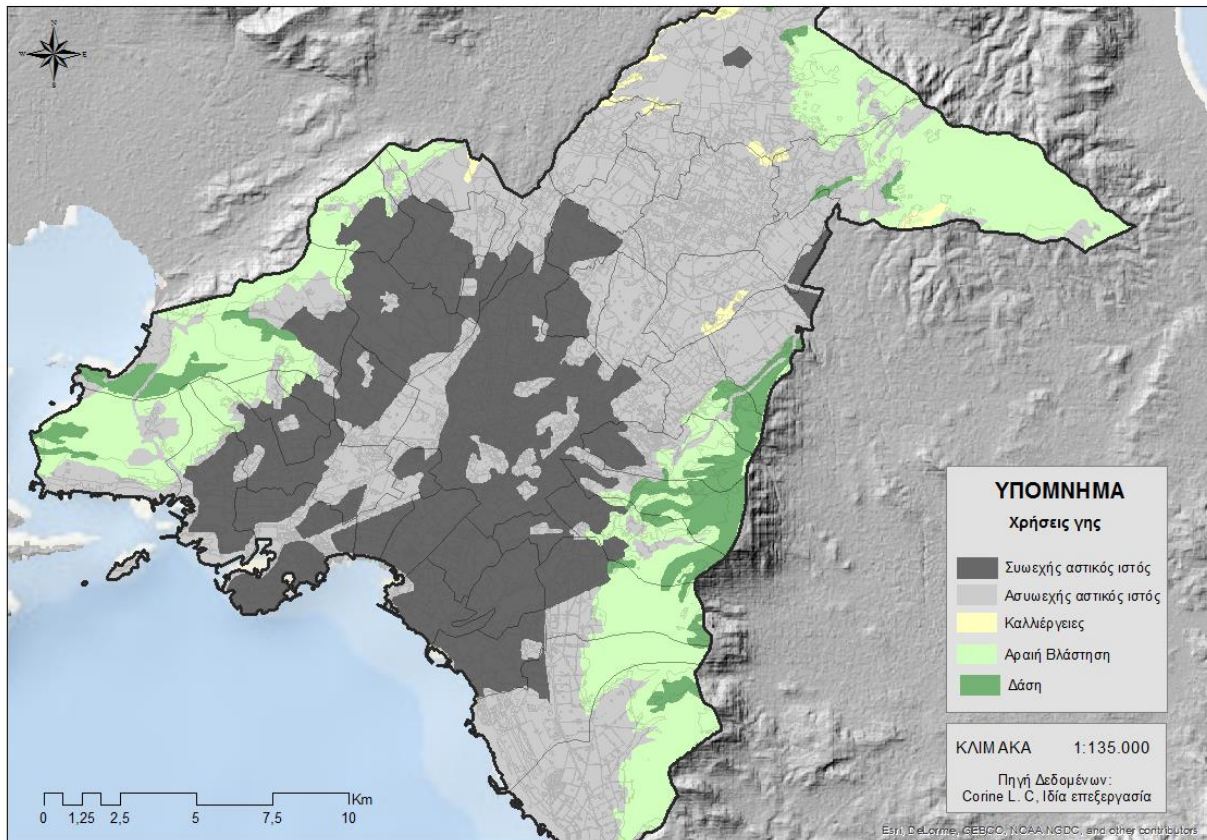 N
W E
S
ΥΠΟΜΝΗΜΑ
Χρήσεις γης
Συωεχής αστικός ιστός
Ασυωεχής αστικός ιστός
Καλλιέργειες
Αραιή Βλάστηση
Δάση
ΚΛΙΜΑΚΑ 1:135.000
Πηγή Δεδομένων:
Corine L. C, Ιδία επεξεργασία
Km
0 1,25 2,5 5 7,5 10
Esri, DeLorme, GEBCO, NOAA NGDC, and other contributors